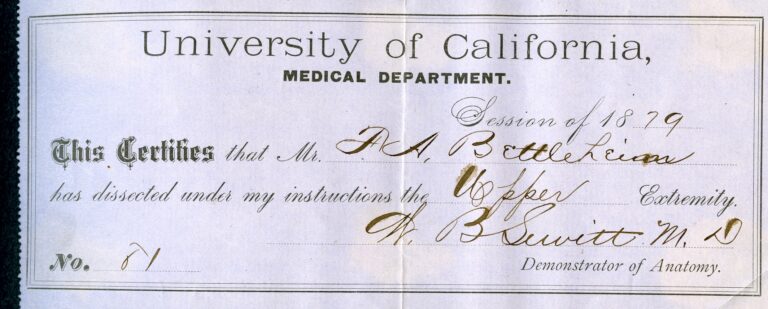 University of California,
MEDICAL DEPARTMENT.
Session of 1879
This Certifies that Mr. F. A. Bettleheim
has dissected under my instructions the Upper Extremity.
W. B. Lewitt M. D
No. 81
Demonstrator of Anatomy.